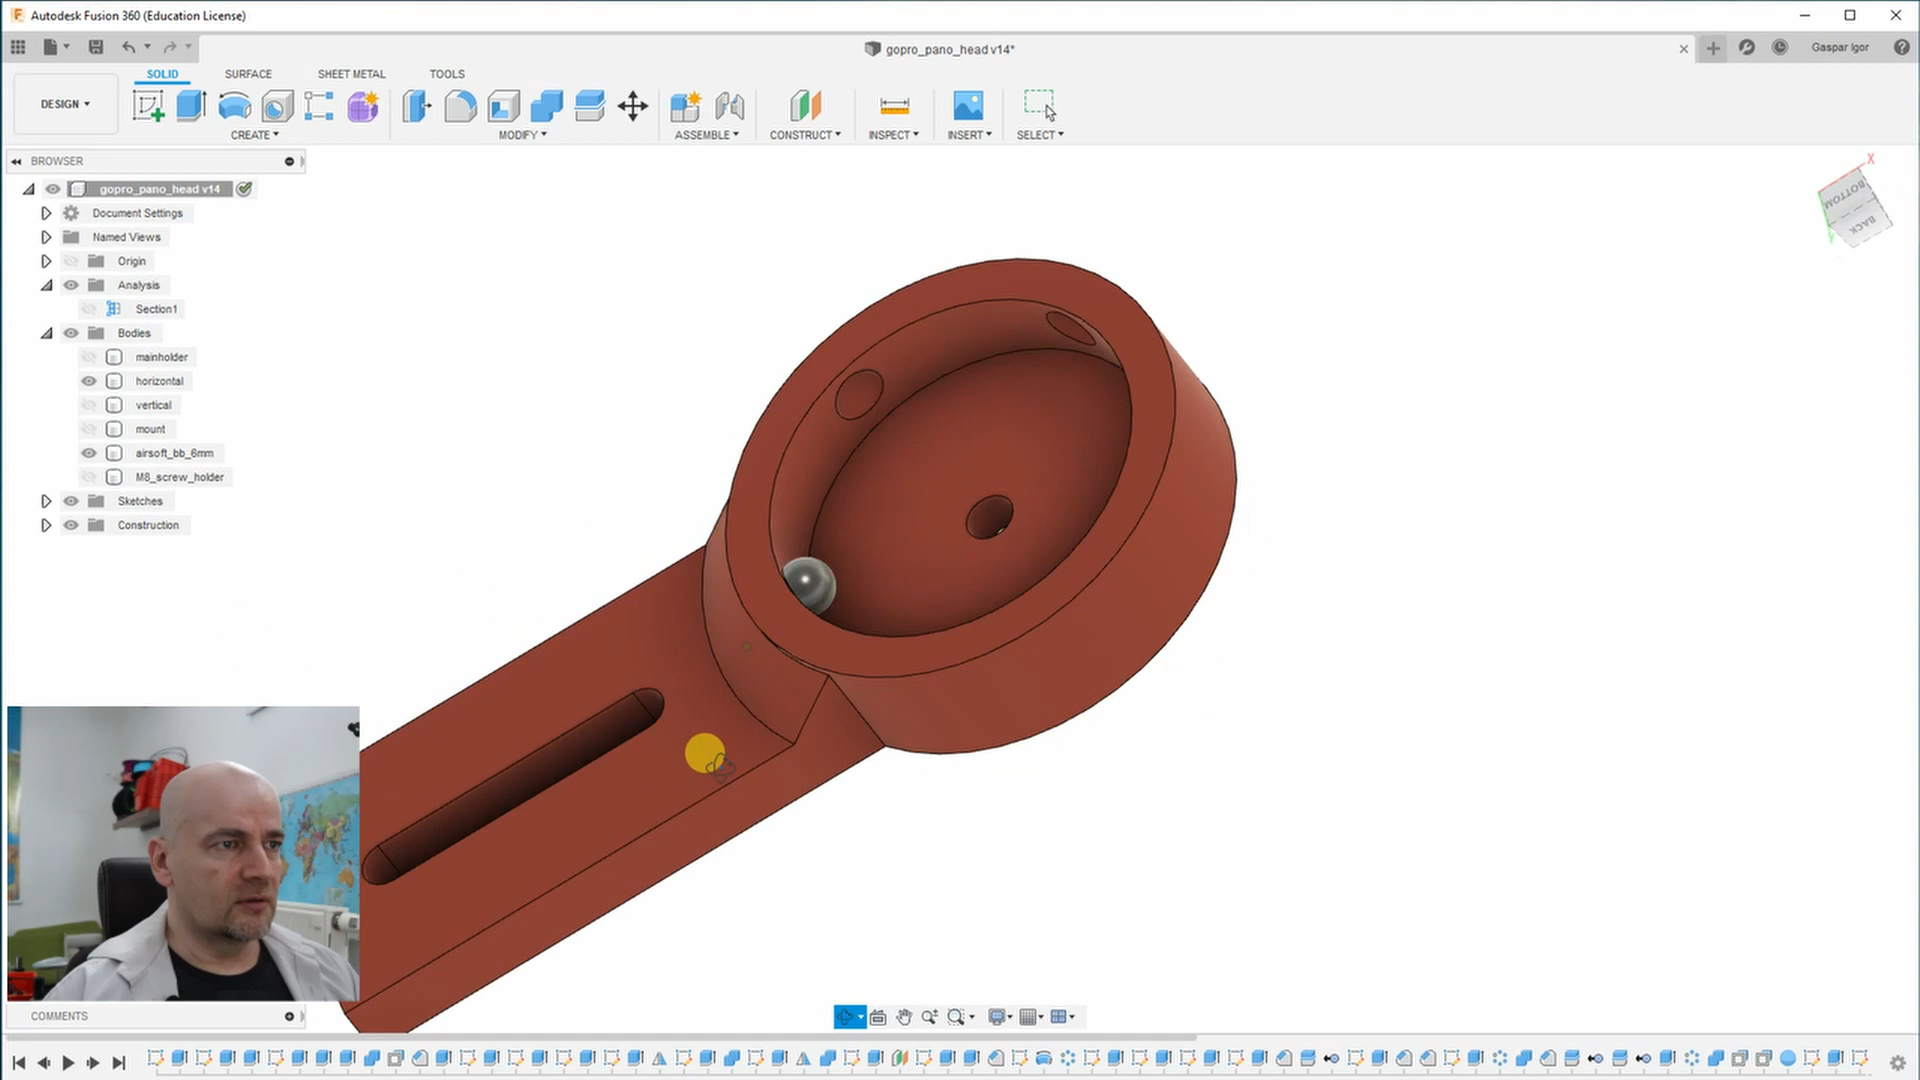 Autodesk Fusion 360 (Education License)
gopro_pano_head v14*
Gaspar Igor
SOLID
SURFACE
SHEET METAL
TOOLS
DESIGN
CREATE
MODIFY
ASSEMBLE
CONSTRUCT
INSPECT
INSERT
SELECT
BROWSER
gopro_pano_head v14
Document Settings
Named Views
Origin
Analysis
Section1
Bodies
mainholder
horizontal
vertical
mount
airsoft_bb_6mm
M8_screw_holder
Sketches
Construction
X
BOTTOM
BACK
Y
COMMENTS